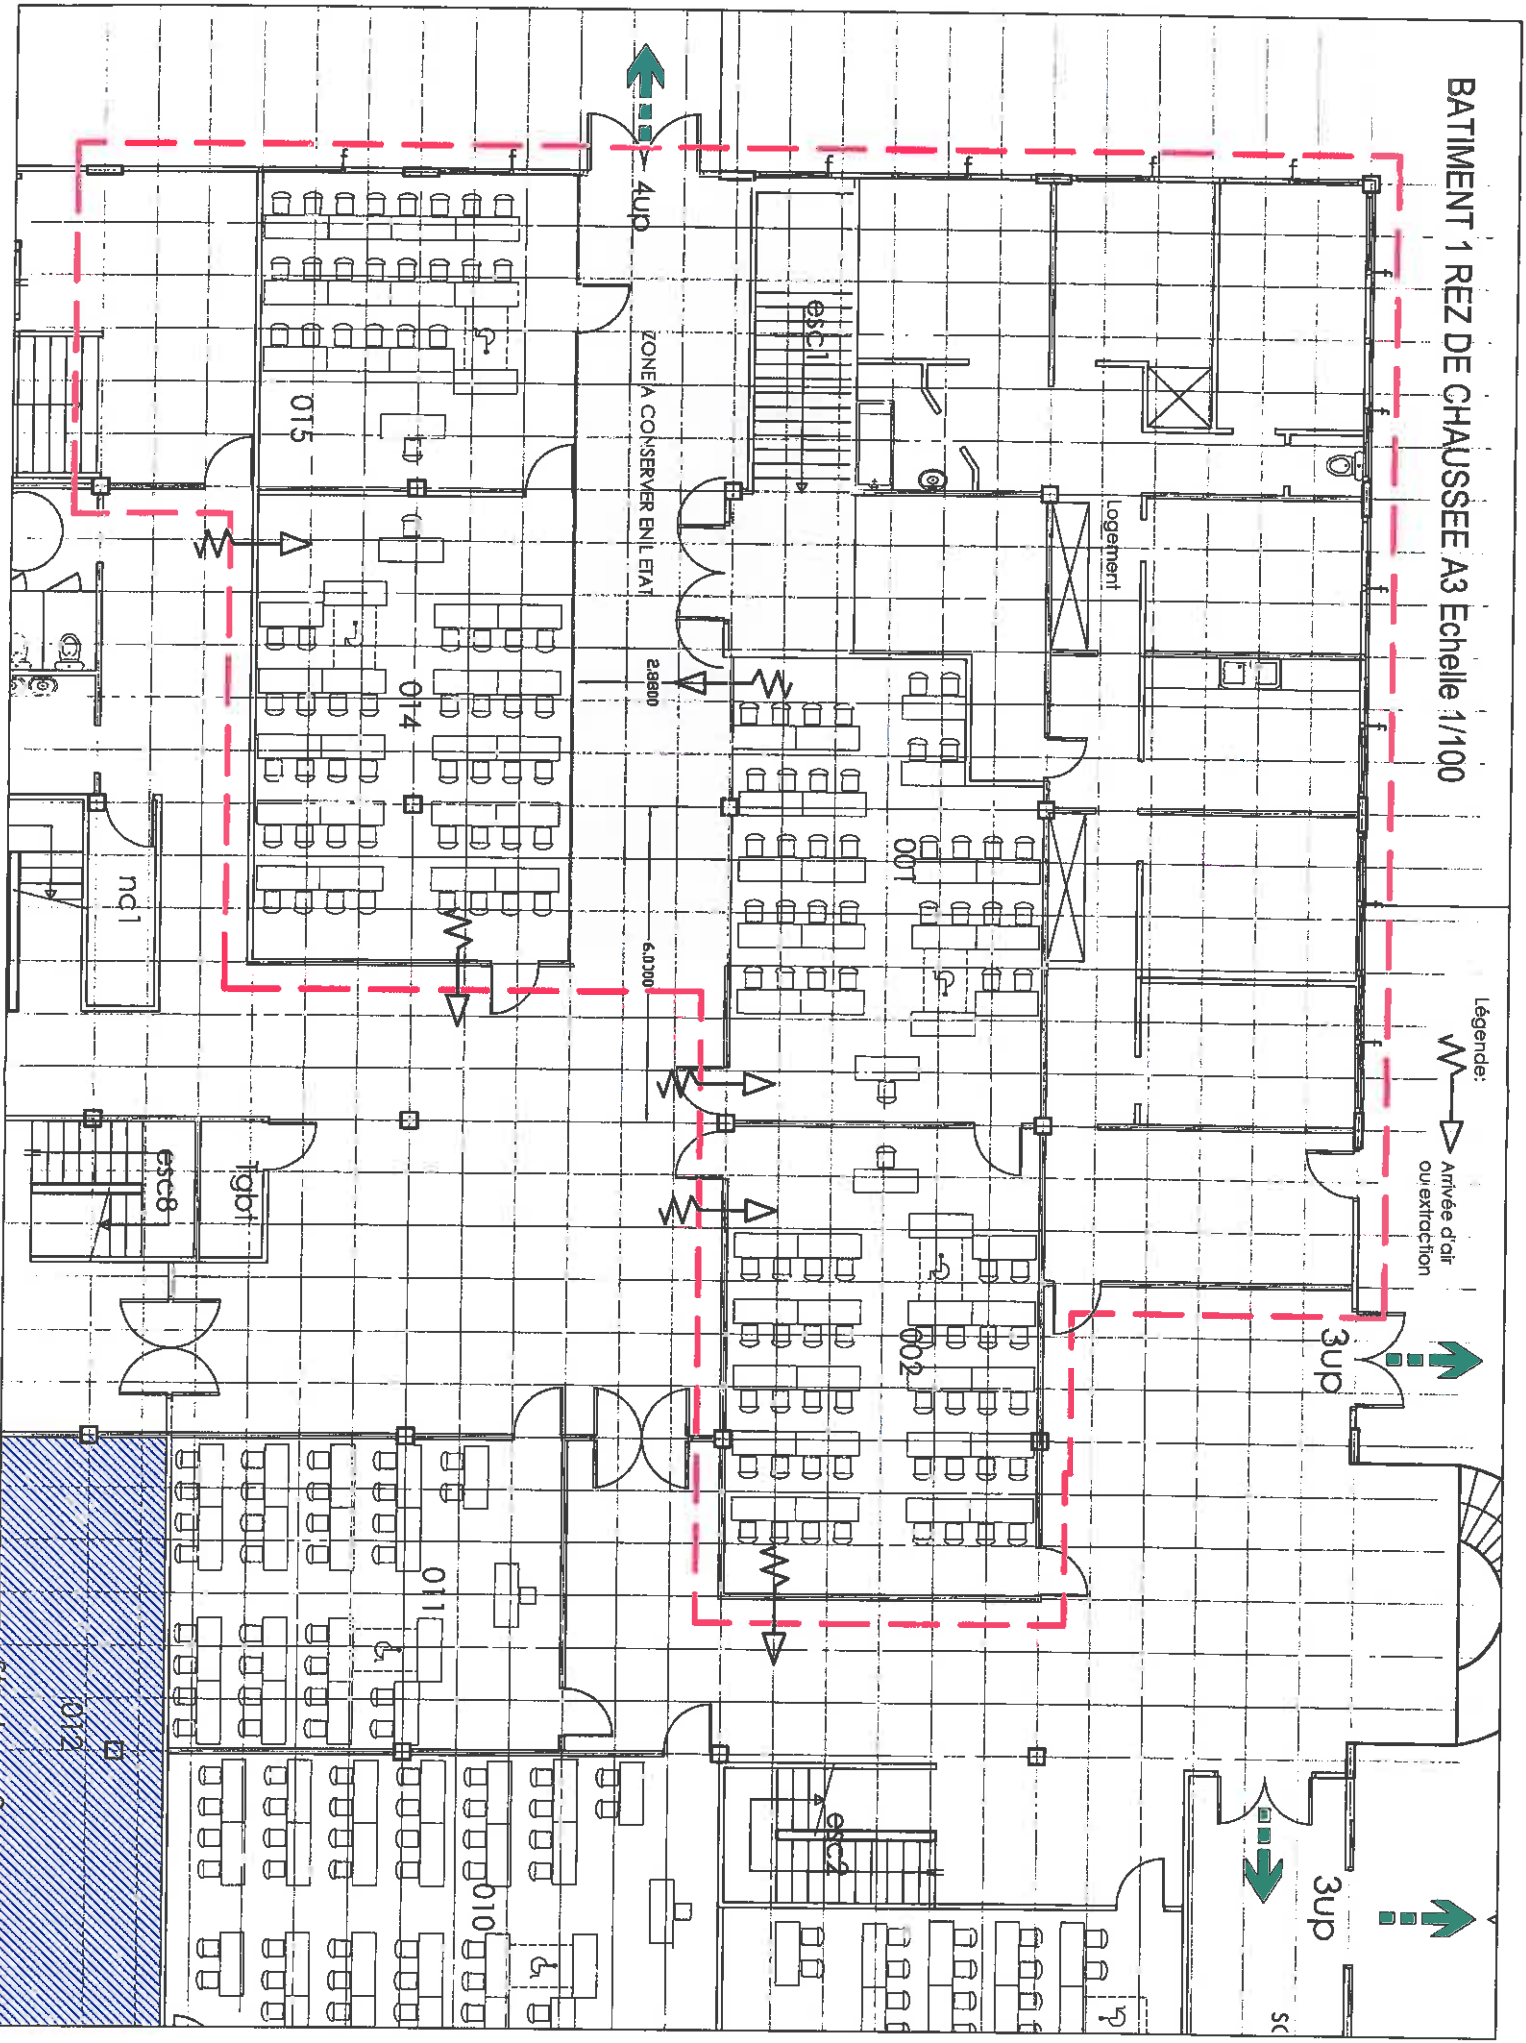 BATIMENT 1 REZ DE CHAUSSEE A3 Echelle 1/100
Légende:
Arrivée d'air
ou extraction
3up
3up
Logement
esc1
001
002
esc2
4up
ZONE A CONSERVER EN L ETAT
2.8800
6.0000
015
014
011
010
nc1
Tgbt
esc8
012
f
f
f
f
f
f
f
f
f
f
f
f